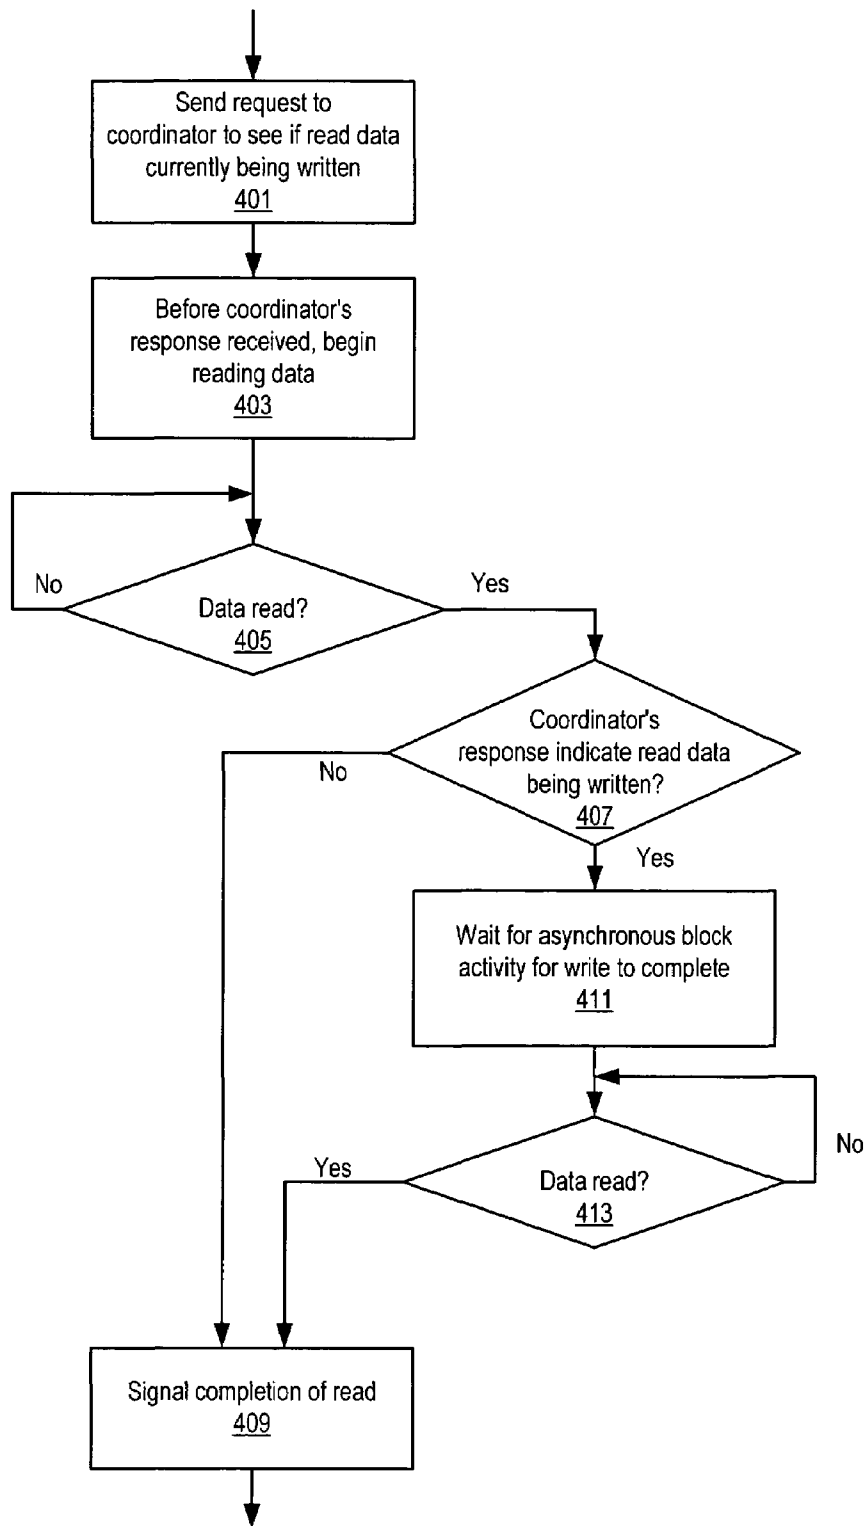 Send request to
coordinator to see if read data
currently being written
401
Before coordinator's
response received, begin
reading data
403
No
Yes
Data read?
405
Coordinator's
response indicate read data
being written?
407
No
Yes
Wait for asynchronous block
activity for write to complete
411
No
Yes
Data read?
413
Signal completion of read
409